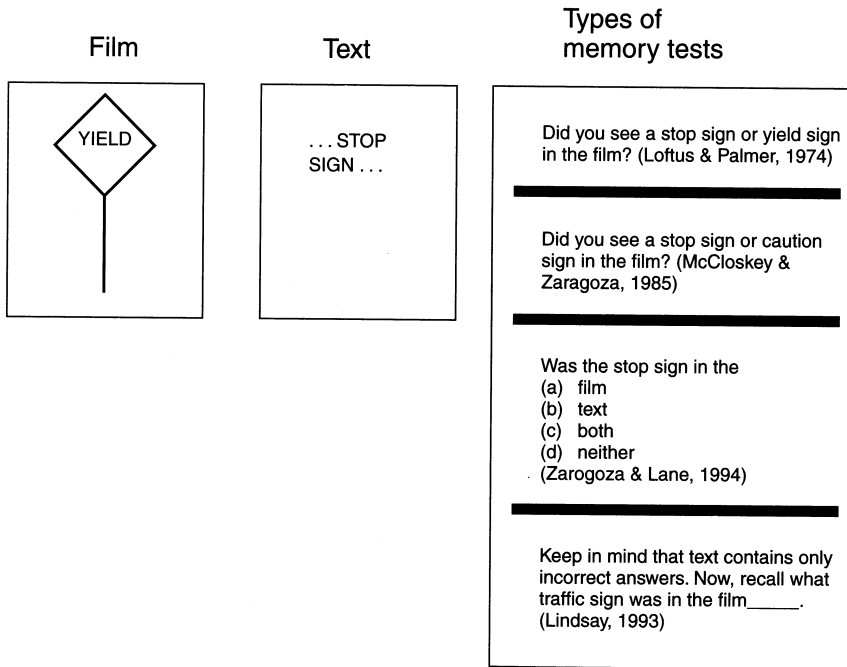 Film
Text
Types of
memory tests
YIELD
...STOP
SIGN...
Did you see a stop sign or yield sign
in the film? (Loftus & Palmer, 1974)
Did you see a stop sign or caution
sign in the film? (McCloskey &
Zaragoza, 1985)
Was the stop sign in the
(a) film
(b) text
(c) both
(d) neither
(Zarogoza & Lane, 1994)
Keep in mind that text contains only
incorrect answers. Now, recall what
traffic sign was in the film______.
(Lindsay, 1993)